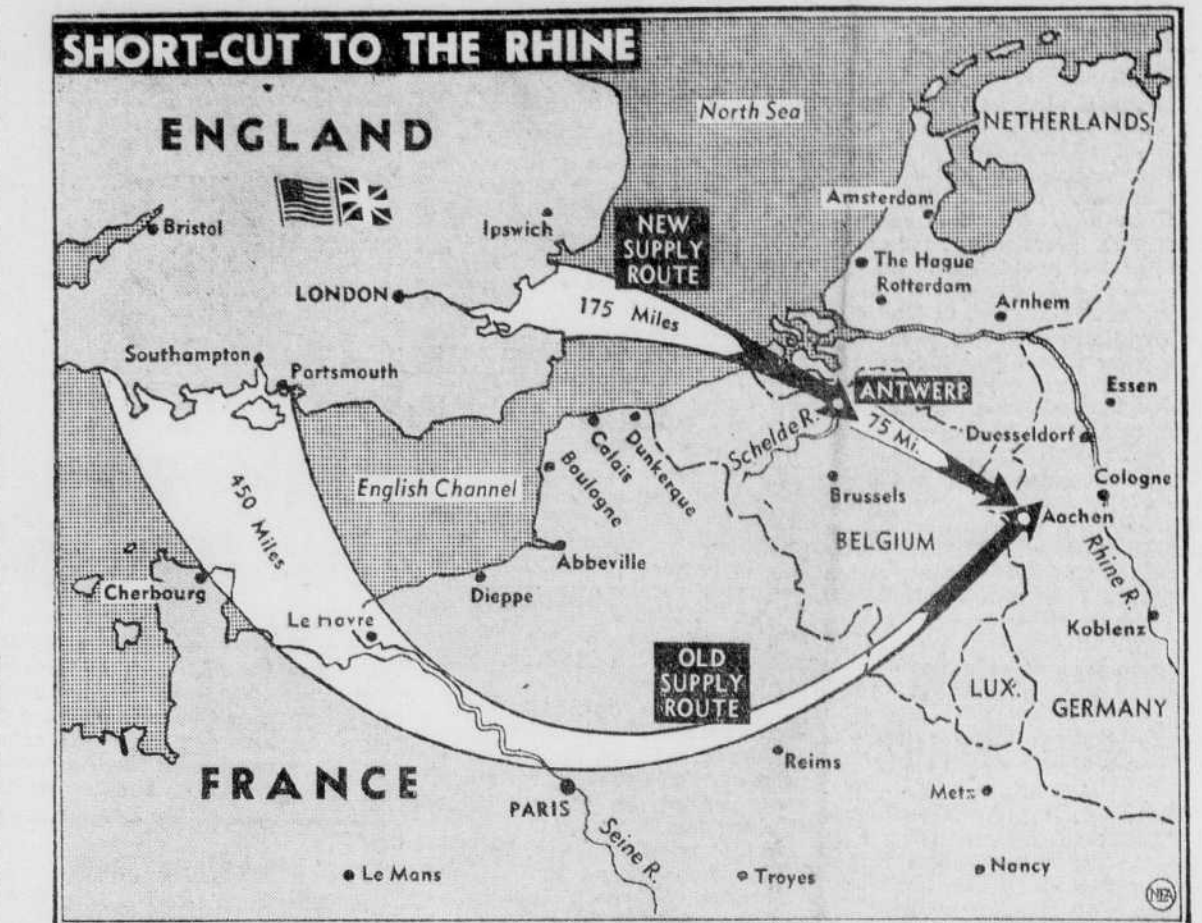 SHORT-CUT TO THE RHINE
ENGLAND
North Sea
NETHERLANDS
Amsterdam
Bristol
Ipswich
NEW
SUPPLY
ROUTE
The Hague
Rotterdam
Arnhem
LONDON
175 Miles
Southampton
Portsmouth
ANTWERP
Essen
Schelde R.
75 Mi.
Duesseldorf
Calais
Dunkerque
Boulogne
Cologne
English Channel
450 Miles
Brussels
Aachen
BELGIUM
Abbeville
Rhine R.
Cherbourg
Dieppe
Le Havre
Koblenz
OLD
SUPPLY
ROUTE
LUX.
GERMANY
FRANCE
Reims
PARIS
Metz
Seine R.
Le Mans
Troyes
Nancy
NEA